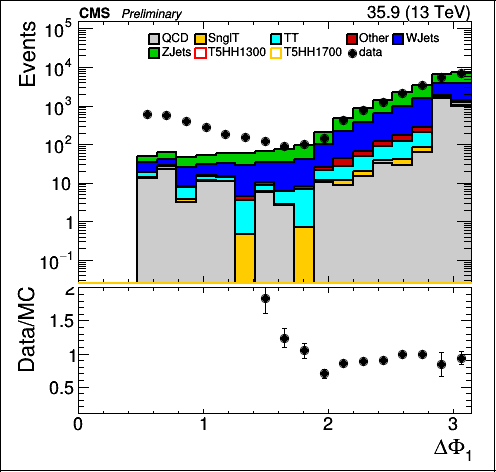 CMS Preliminary 35.9 (13 TeV)
QCD SnglT TT Other WJets
ZJets T5HH1300 T5HH1700 data
Events
10^5
10^4
10^3
10^2
10
1
10^-1
Data/MC
2
1.5
1
0.5
0 1 2 3
ΔΦ_1